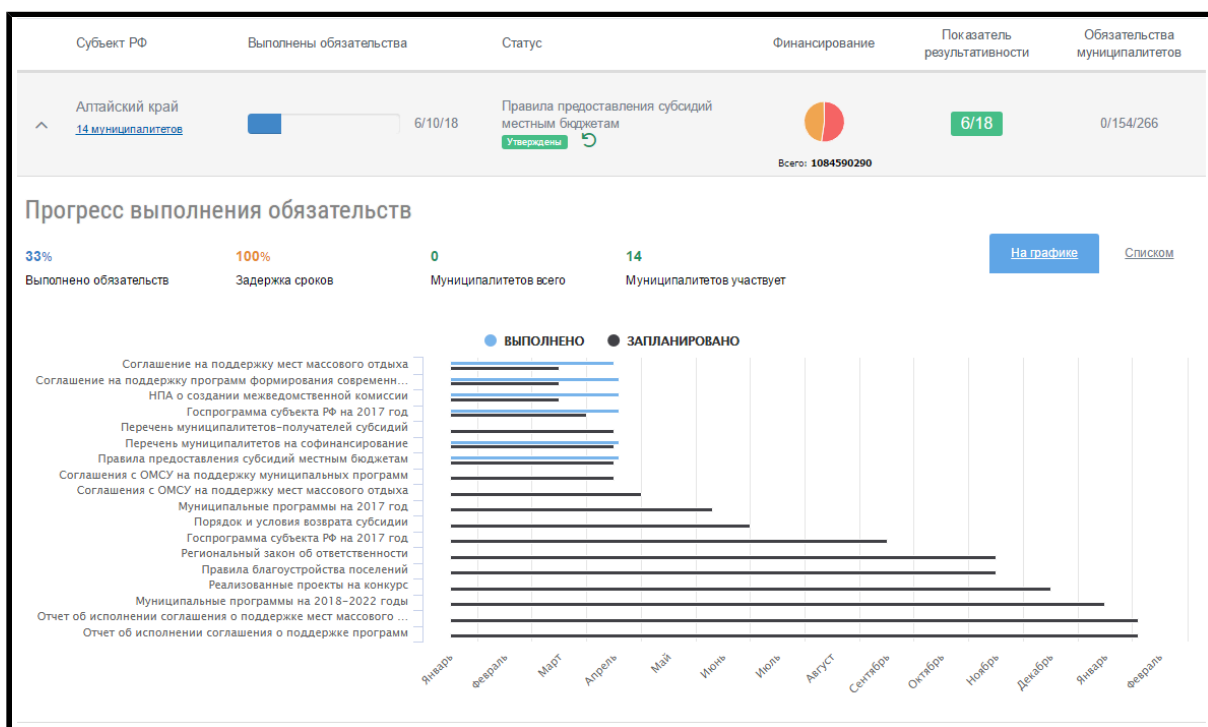 Субъект РФ
Выполнены обязательства
Статус
Финансирование
Показатель
результативности
Обязательства
муниципалитетов
Алтайский край
14 муниципалитетов
6/10/18
Правила предоставления субсидий
местным бюджетам
Утверждены
Всего: 1084590290
6/18
0/154/266
Прогресс выполнения обязательств
33%
Выполнено обязательств
100%
Задержка сроков
0
Муниципалитетов всего
14
Муниципалитетов участвует
На графике
Списком
ВЫПОЛНЕНО
ЗАПЛАНИРОВАНО
Соглашение на поддержку мест массового отдыха
Соглашение на поддержку программ формирования современн...
НПА о создании межведомственной комиссии
Госпрограмма субъекта РФ на 2017 год
Перечень муниципалитетов-получателей субсидий
Перечень муниципалитетов на софинансирование
Правила предоставления субсидий местным бюджетам
Соглашения с ОМСУ на поддержку муниципальных программ
Соглашения с ОМСУ на поддержку мест массового отдыха
Муниципальные программы на 2017 год
Порядок и условия возврата субсидии
Госпрограмма субъекта РФ на 2017 год
Региональный закон об ответственности
Правила благоустройства поселений
Реализованные проекты на конкурс
Муниципальные программы на 2018-2022 годы
Отчет об исполнении соглашения о поддержке мест массового ...
Отчет об исполнении соглашения о поддержке программ
Январь
Февраль
Март
Апрель
Май
Июнь
Июль
Август
Сентябрь
Октябрь
Ноябрь
Декабрь
Январь
Февраль